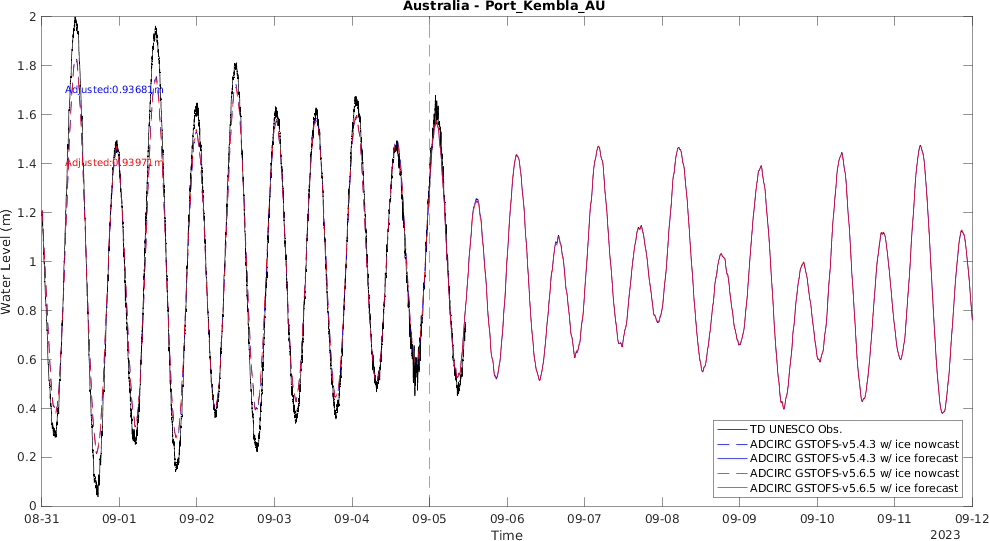 Australia - Port_Kembla_AU
Water Level (m)
2
1.8
1.6
1.4
1.2
1
0.8
0.6
0.4
0.2
0
Adjusted:0.93681m
Adjusted:0.93971m
TD UNESCO Obs.
ADCIRC GSTOFS-v5.4.3 w/ ice nowcast
ADCIRC GSTOFS-v5.4.3 w/ ice forecast
ADCIRC GSTOFS-v5.6.5 w/ ice nowcast
ADCIRC GSTOFS-v5.6.5 w/ ice forecast
08-31 09-01 09-02 09-03 09-04 09-05 09-06 09-07 09-08 09-09 09-10 09-11 09-12
Time
2023